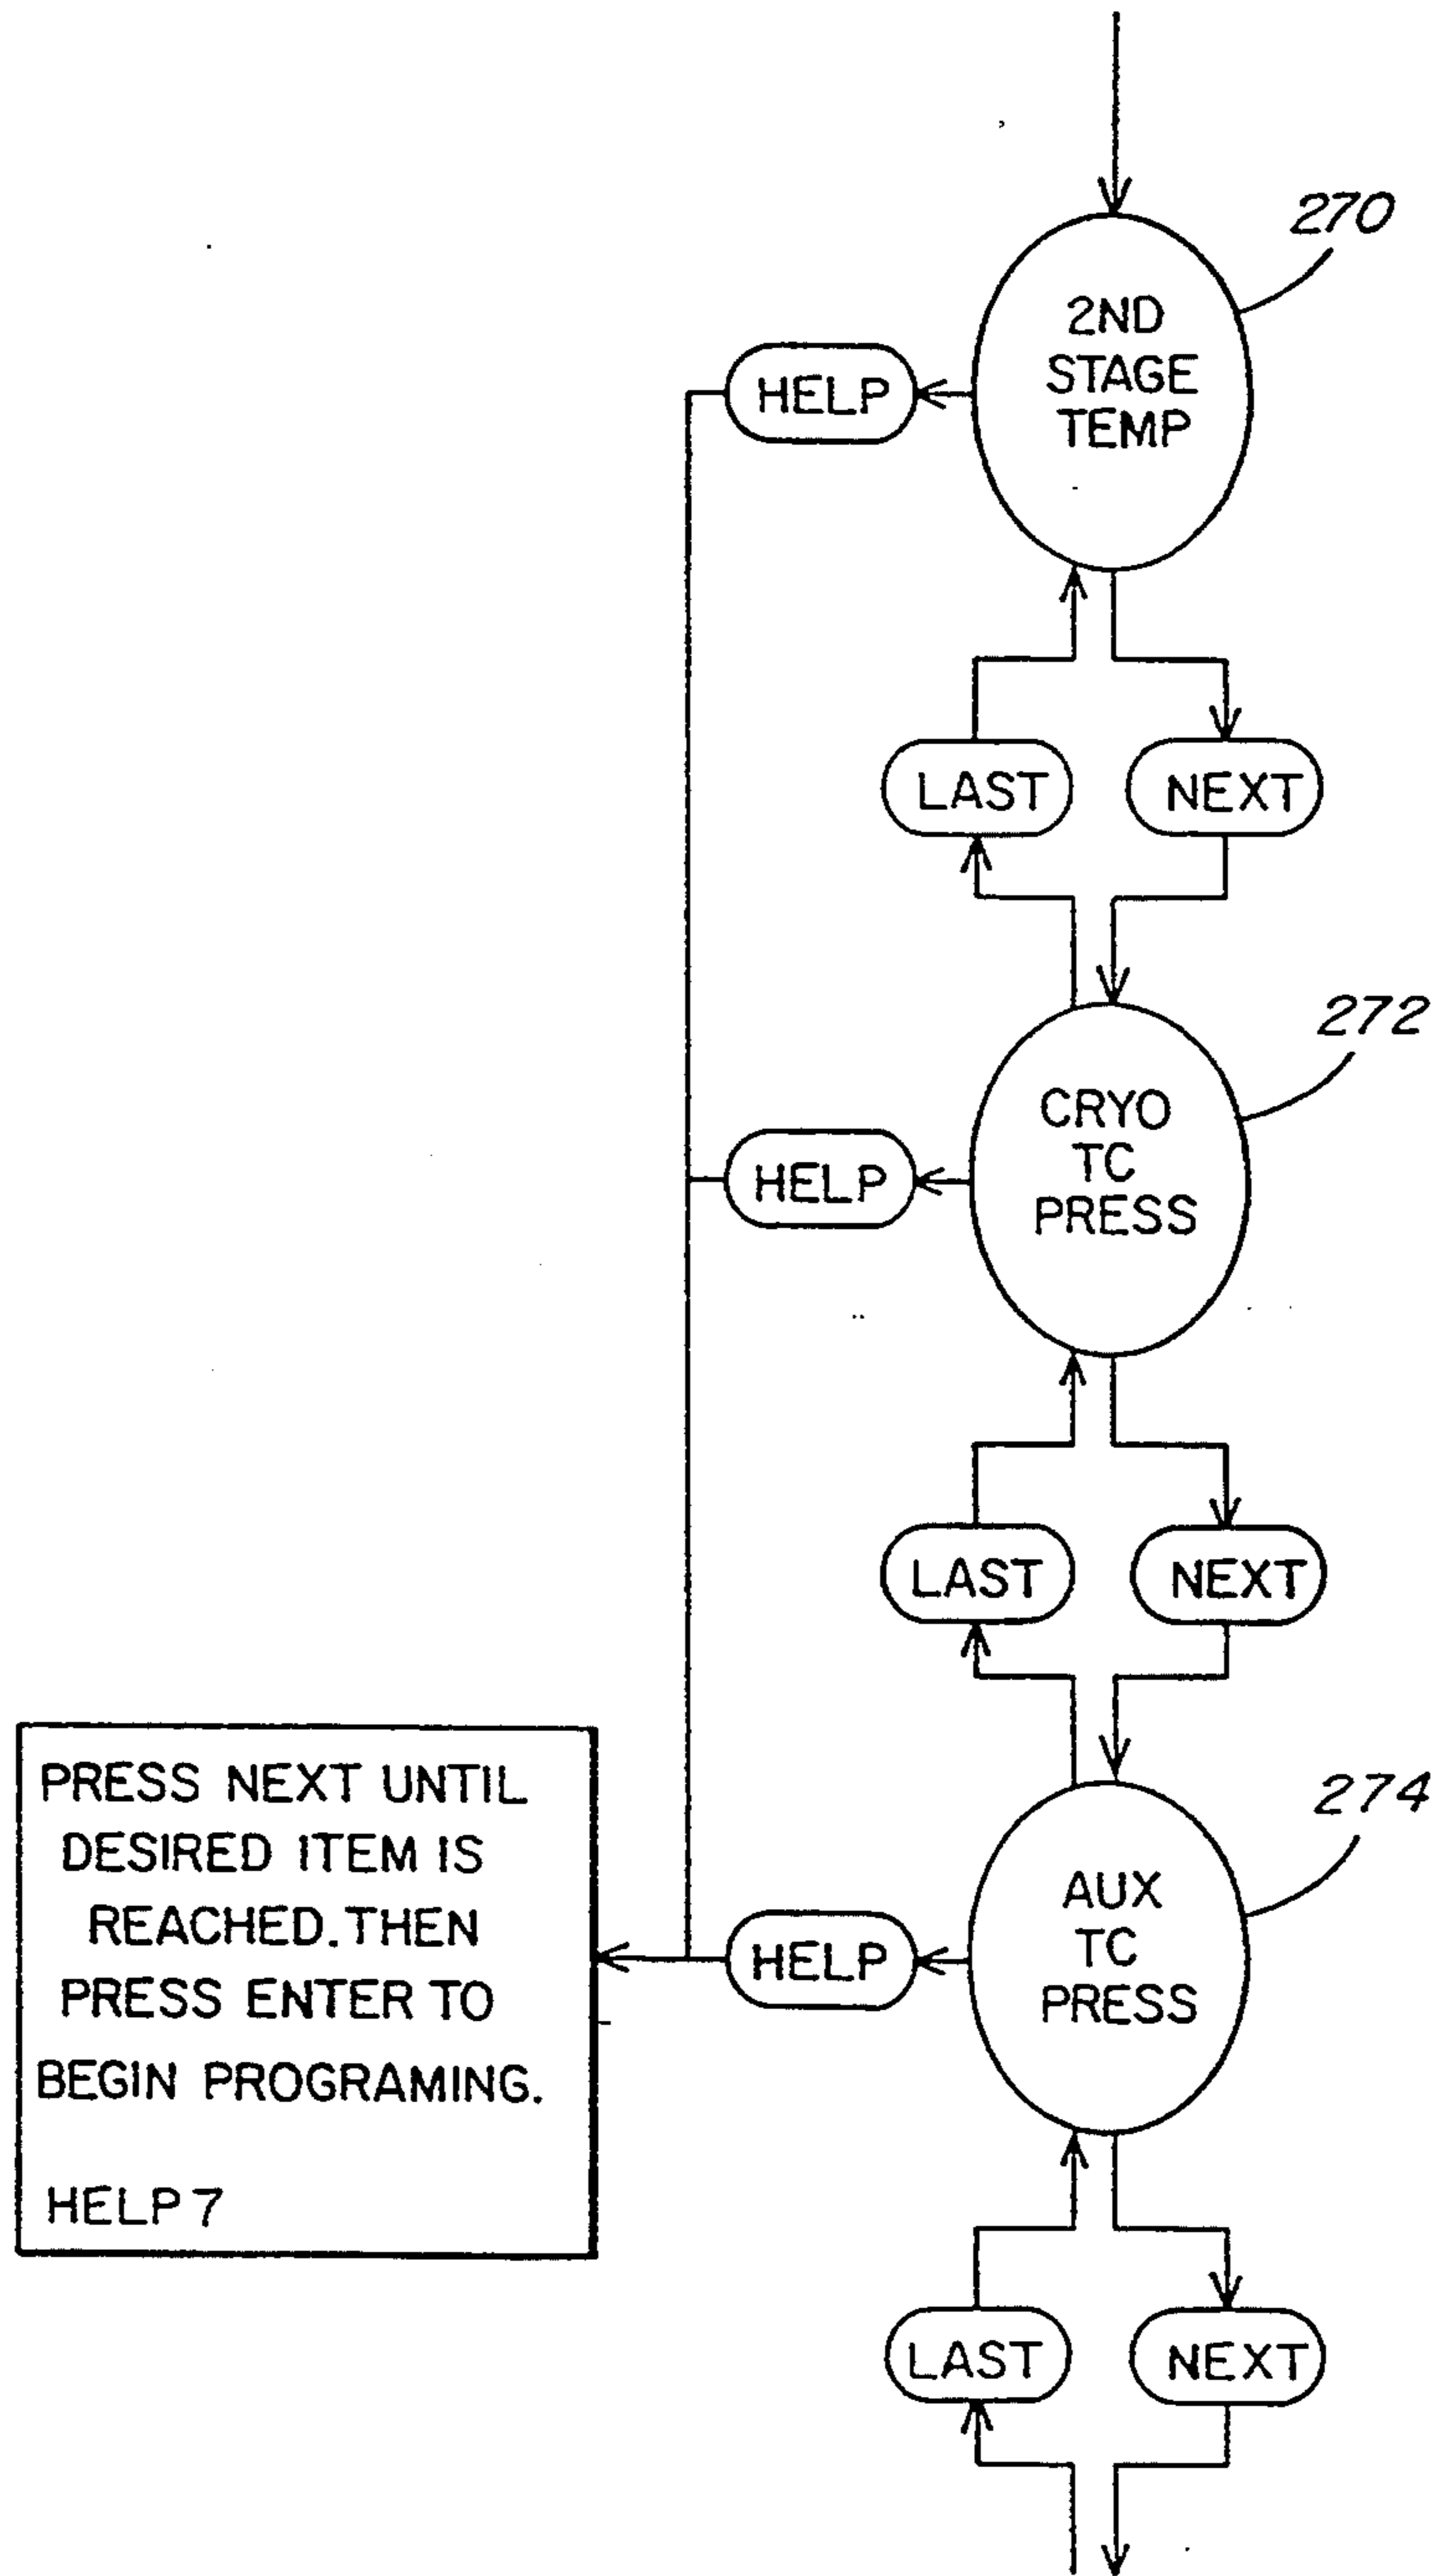 270
2ND
STAGE
TEMP
HELP
LAST
NEXT
272
CRYO
TC
PRESS
HELP
LAST
NEXT
274
AUX
TC
PRESS
HELP
PRESS NEXT UNTIL
DESIRED ITEM IS
REACHED. THEN
PRESS ENTER TO
BEGIN PROGRAMING.
HELP 7
LAST
NEXT